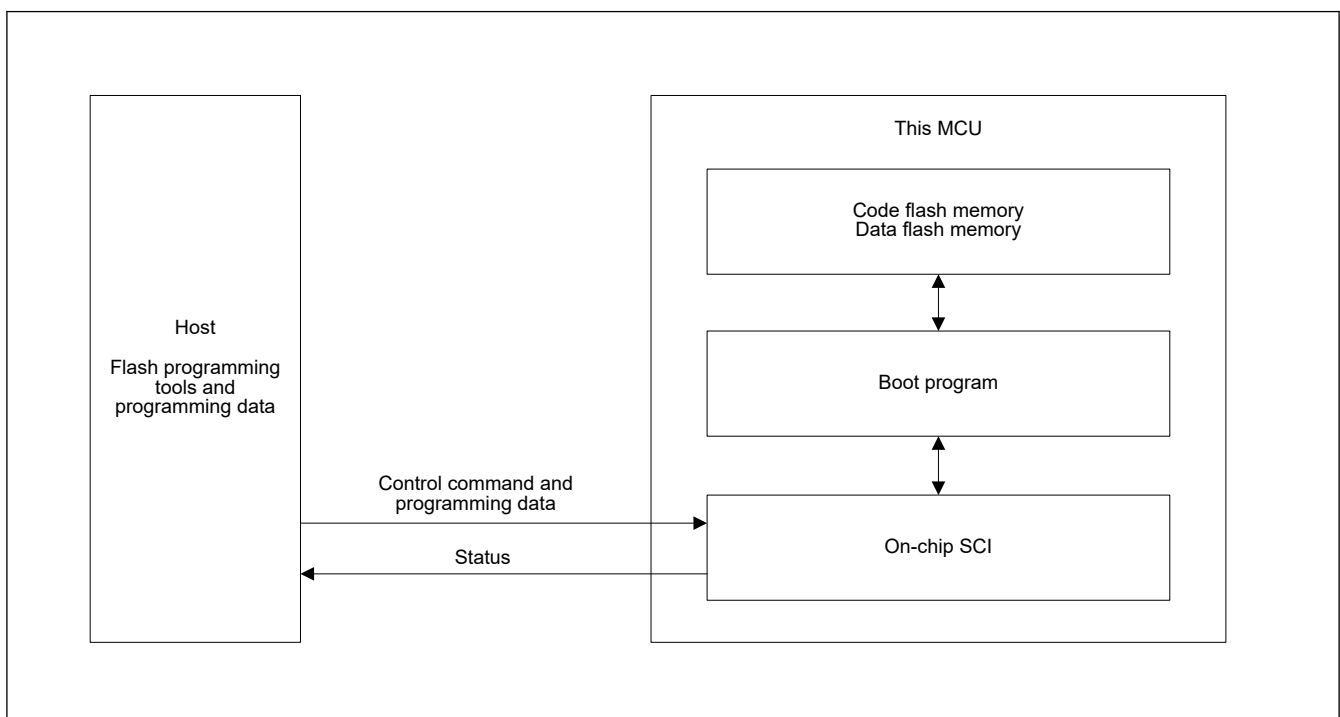 Host
Flash programming
tools and
programming data
Control command and
programming data
Status
This MCU
Code flash memory
Data flash memory
Boot program
On-chip SCI